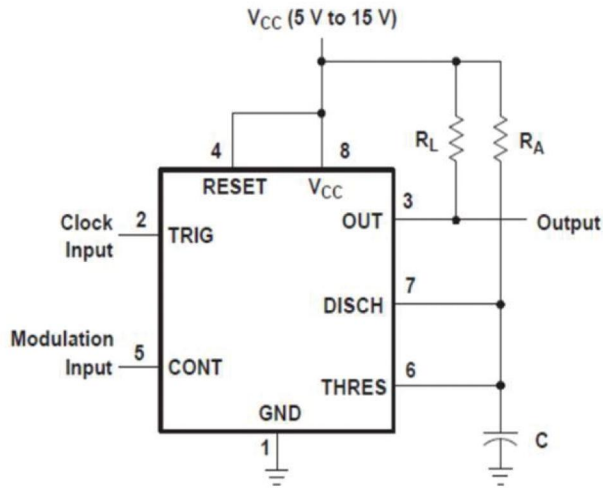 VCC (5 V to 15 V)
4
8
RL
RA
RESET
VCC
3
Clock
Input
2
TRIG
OUT
Output
7
DISCH
Modulation
Input
5
CONT
6
THRES
GND
1
C